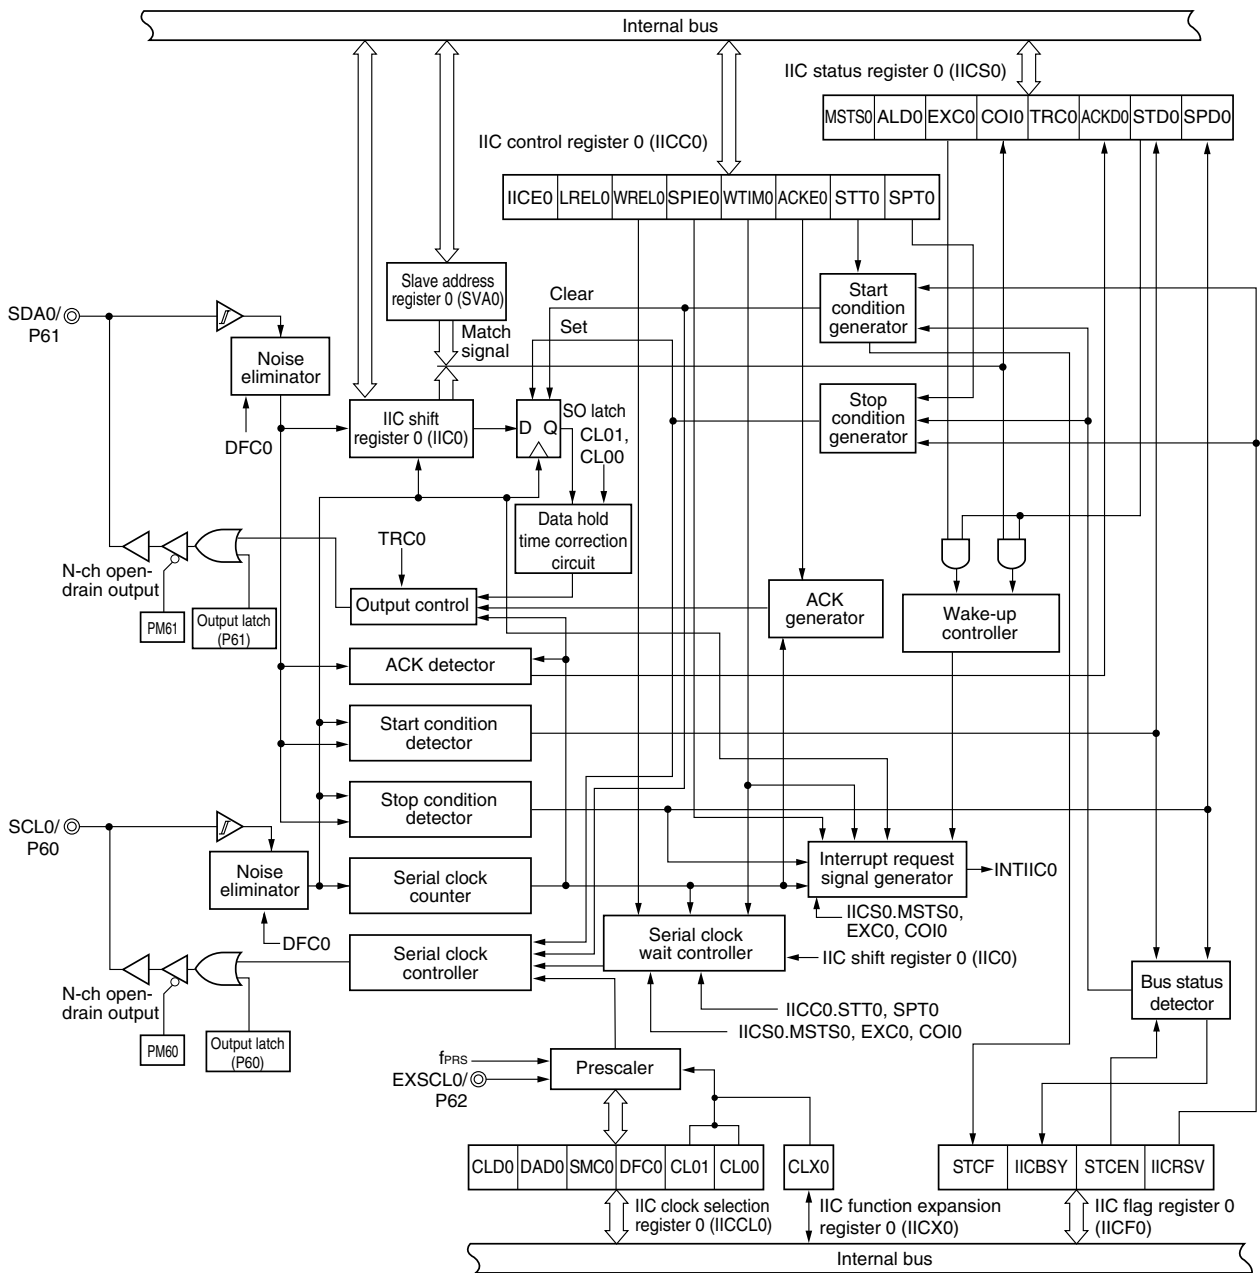 Internal bus
IIC status register 0 (IICS0)
MSTS0 ALD0 EXC0 COI0 TRC0 ACKD0 STD0 SPD0
IIC control register 0 (IICC0)
IICE0 LREL0 WREL0 SPIE0 WTIM0 ACKE0 STT0 SPT0
Slave address
register 0 (SVA0)
Clear
Set
Match
signal
Start
condition
generator
SDA0/
P61
Noise
eliminator
DFC0
IIC shift
register 0 (IIC0)
D Q
SO latch
CL01,
CL00
Stop
condition
generator
Data hold
time correction
circuit
TRC0
N-ch open-
drain output
PM61
Output latch
(P61)
Output control
ACK
generator
Wake-up
controller
ACK detector
Start condition
detector
Stop condition
detector
SCL0/
P60
Noise
eliminator
DFC0
Serial clock
counter
Interrupt request
signal generator
INTIIC0
IICS0.MSTS0,
EXC0, COI0
Serial clock
controller
Serial clock
wait controller
IIC shift register 0 (IIC0)
Bus status
detector
N-ch open-
drain output
PM60
Output latch
(P60)
IICC0.STT0, SPT0
IICS0.MSTS0, EXC0, COI0
fPRS
EXSCL0/
P62
Prescaler
CLD0 DAD0 SMC0 DFC0 CL01 CL00
CLX0
STCF IICBSY STCEN IICRSV
IIC clock selection
register 0 (IICCL0)
IIC function expansion
register 0 (IICX0)
IIC flag register 0
(IICF0)
Internal bus